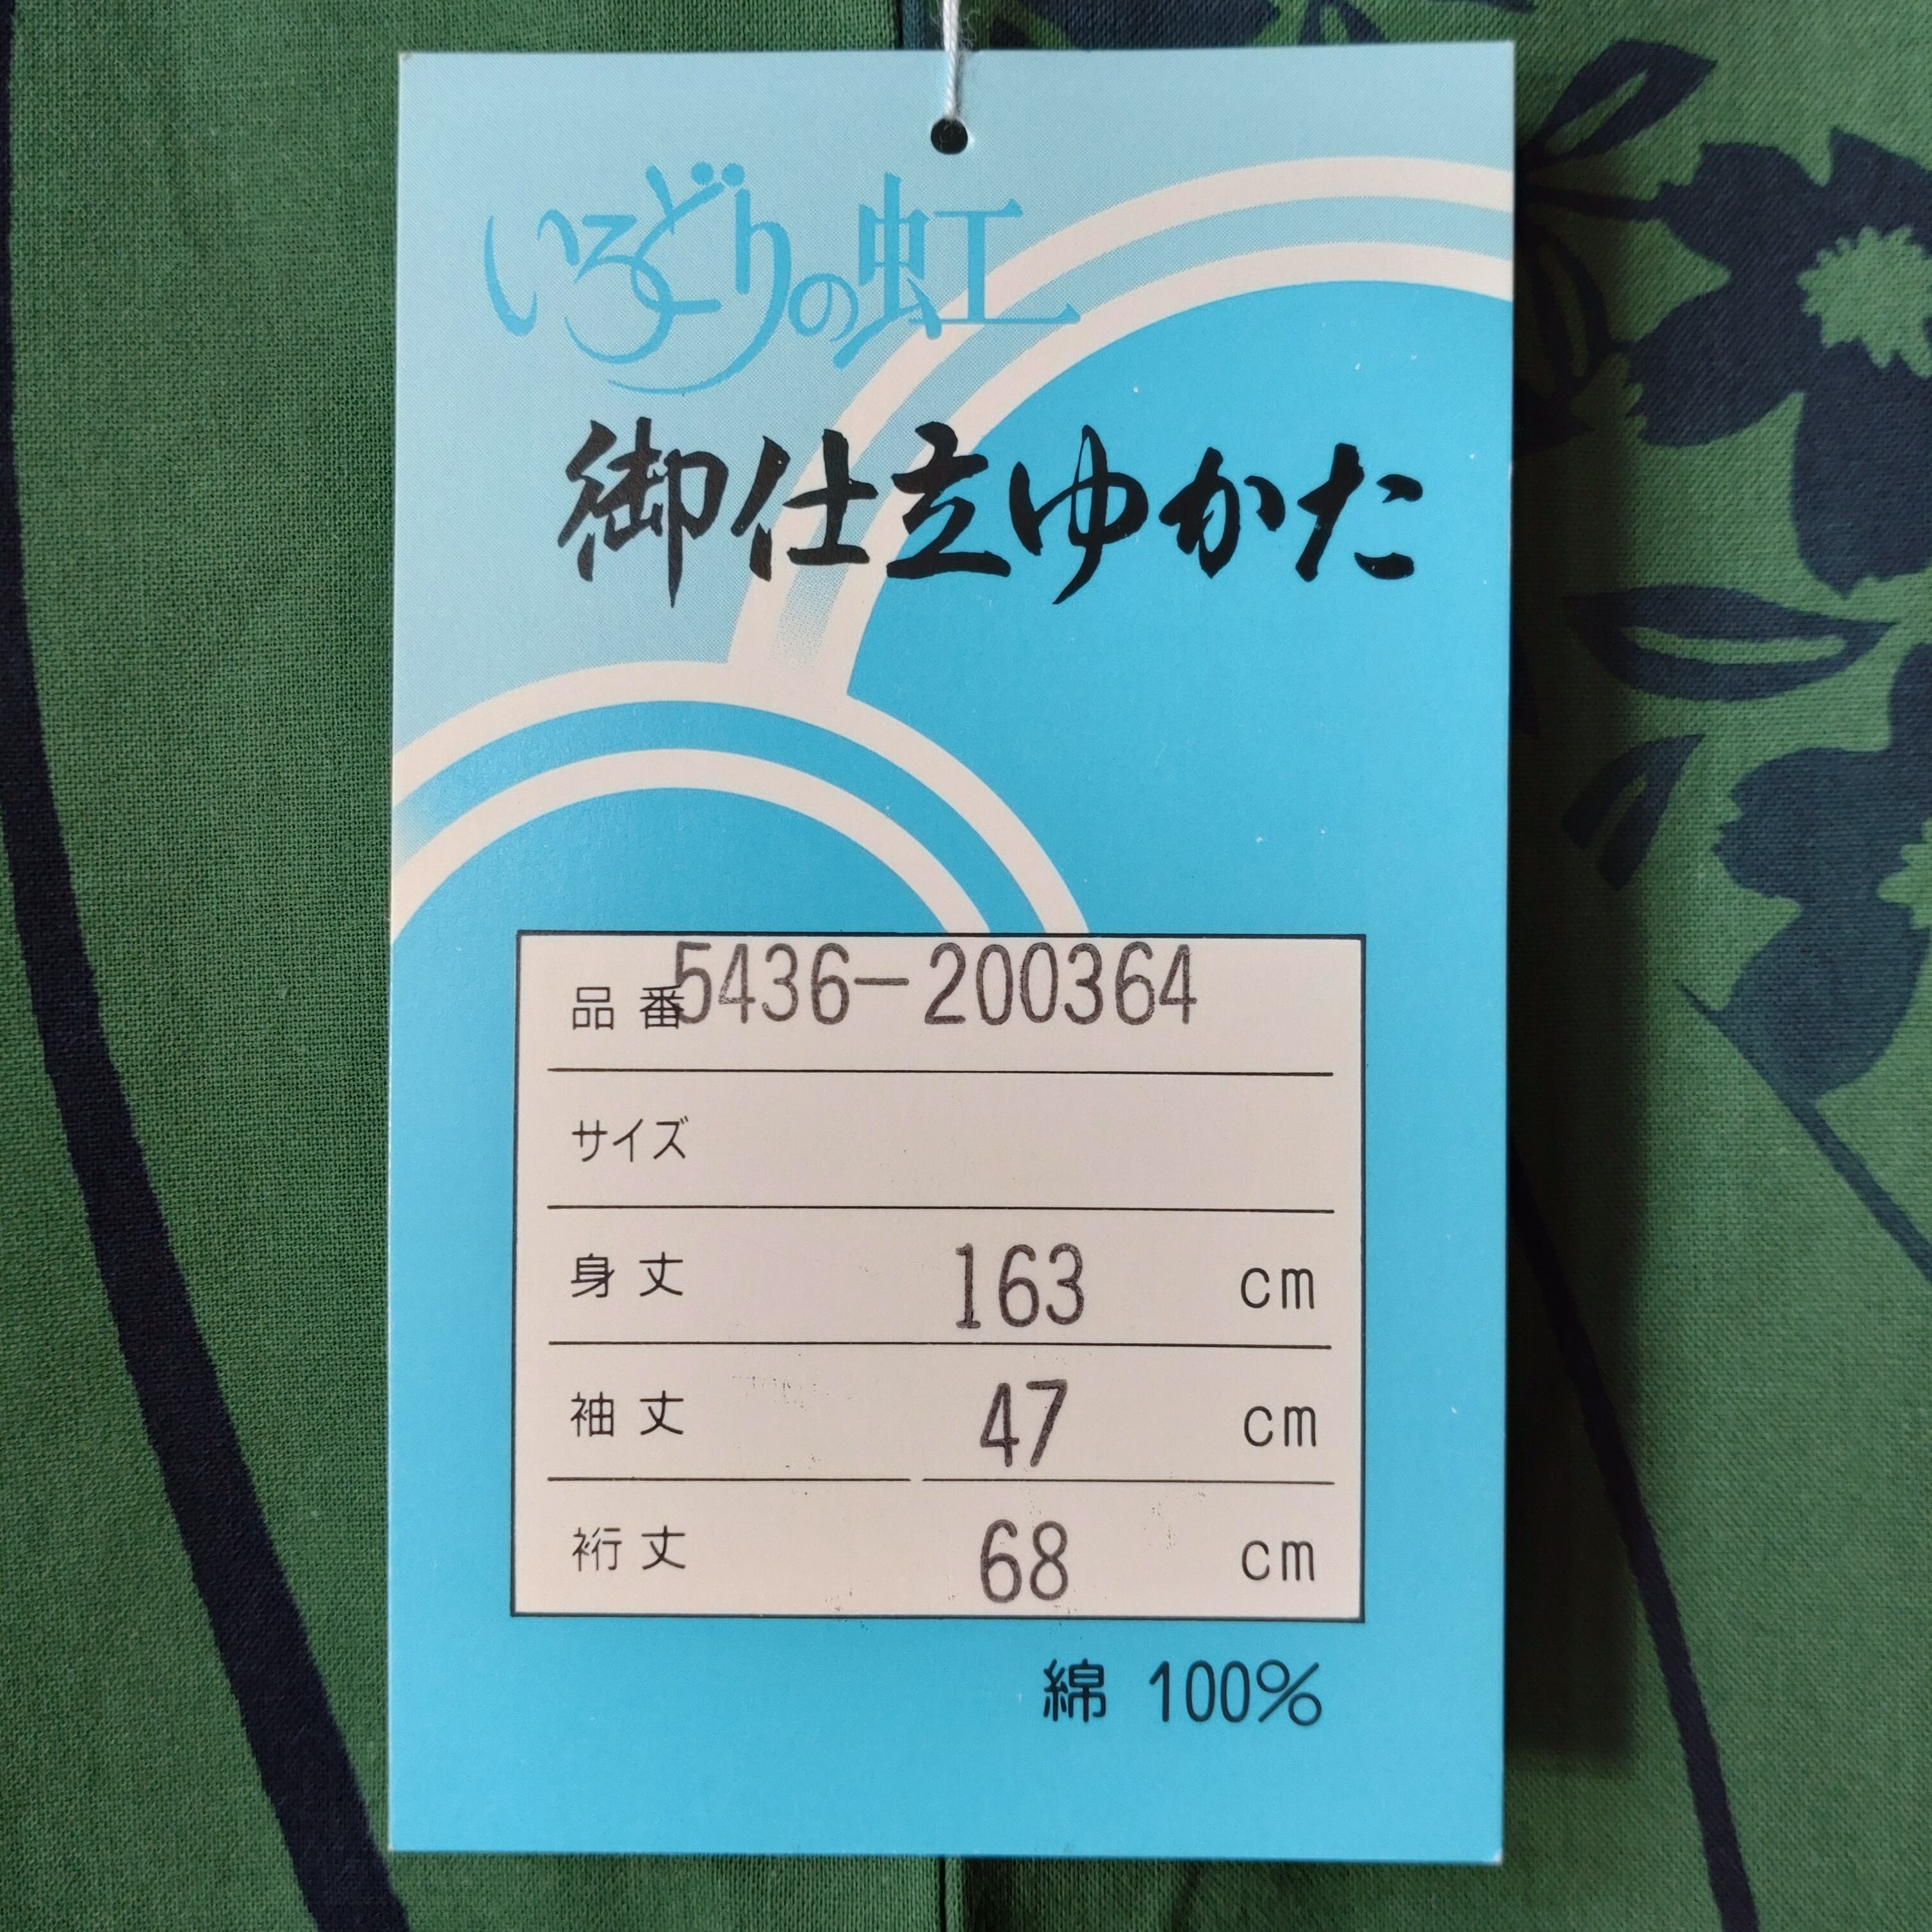 いろどりの虹
御仕立ゆかた
品番 5436-200364
サイズ
身丈 163 cm
袖丈 47 cm
裄丈 68 cm
綿 100%